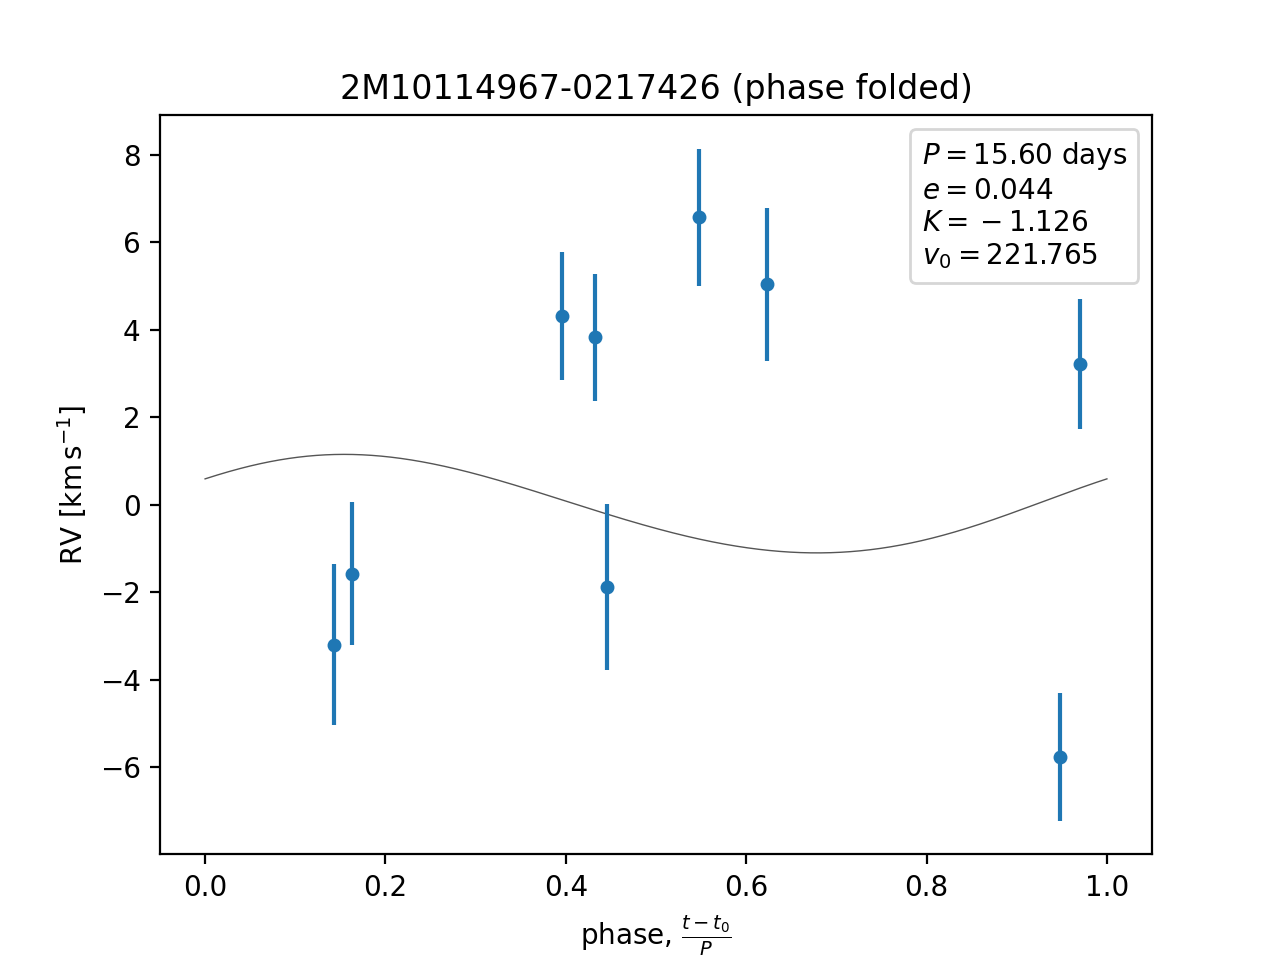 2M10114967-0217426 (phase folded)
P = 15.60 days
e = 0.044
K = −1.126
v₀ = 221.765
RV [km s⁻¹]
8
6
4
2
0
−2
−4
−6
0.0 0.2 0.4 0.6 0.8 1.0
phase, (t − t₀)/P